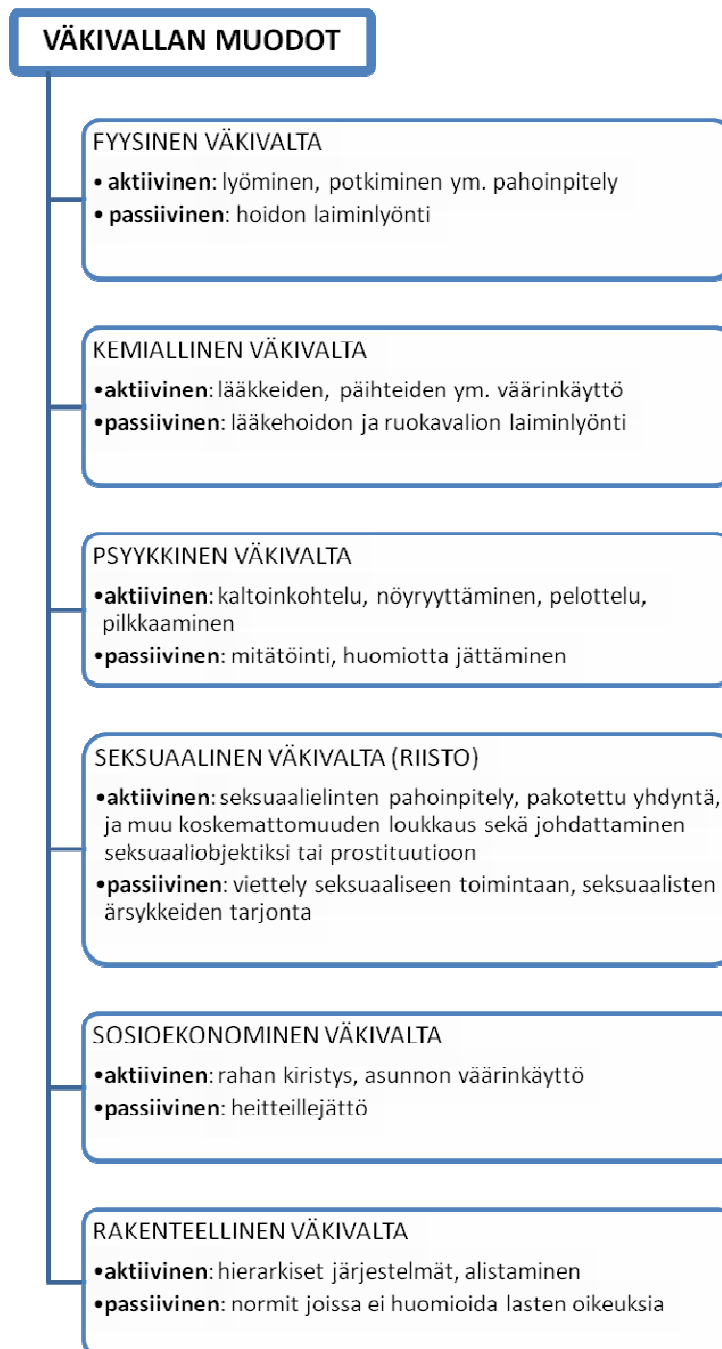 VÄKIVALLAN MUODOT
FYYSINEN VÄKIVALTA
• aktiivinen: lyöminen, potkiminen ym. pahoinpitely
• passiivinen: hoidon laiminlyönti
KEMIALLINEN VÄKIVALTA
•aktiivinen: lääkkeiden, päihteiden ym. väärinkäyttö
•passiivinen: lääkehoidon ja ruokavalion laiminlyönti
PSYYKKINEN VÄKIVALTA
•aktiivinen: kaltoinkohtelu, nöyryyttäminen, pelottelu,
pilkkaaminen
•passiivinen: mitätöinti, huomiotta jättäminen
SEKSUAALINEN VÄKIVALTA (RIISTO)
•aktiivinen: seksuaalielinten pahoinpitely, pakotettu yhdyntä,
ja muu koskemattomuuden loukkaus sekä johdattaminen
seksuaaliobjektiksi tai prostituutioon
•passiivinen: viettely seksuaaliseen toimintaan, seksuaalisten
ärsykkeiden tarjonta
SOSIOEKONOMINEN VÄKIVALTA
•aktiivinen: rahan kiristys, asunnon väärinkäyttö
•passiivinen: heitteillejättö
RAKENTEELLINEN VÄKIVALTA
•aktiivinen: hierarkiset järjestelmät, alistaminen
•passiivinen: normit joissa ei huomioida lasten oikeuksia